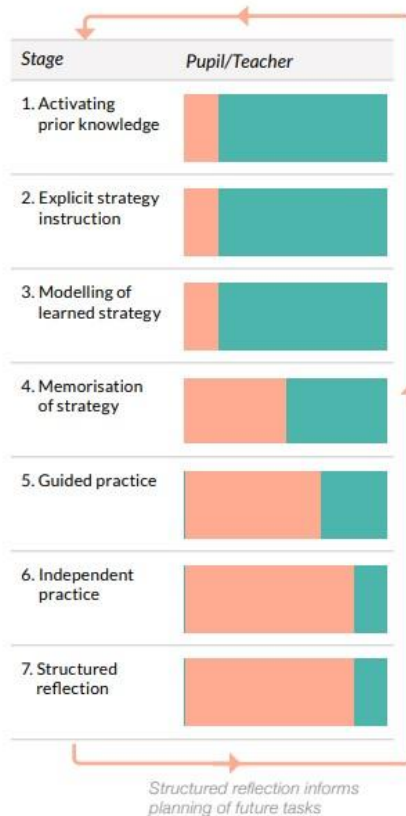 Stage Pupil/Teacher
1. Activating
prior knowledge
2. Explicit strategy
instruction
3. Modelling of
learned strategy
4. Memorisation
of strategy
5. Guided practice
6. Independent
practice
7. Structured
reflection
Structured reflection informs
planning of future tasks